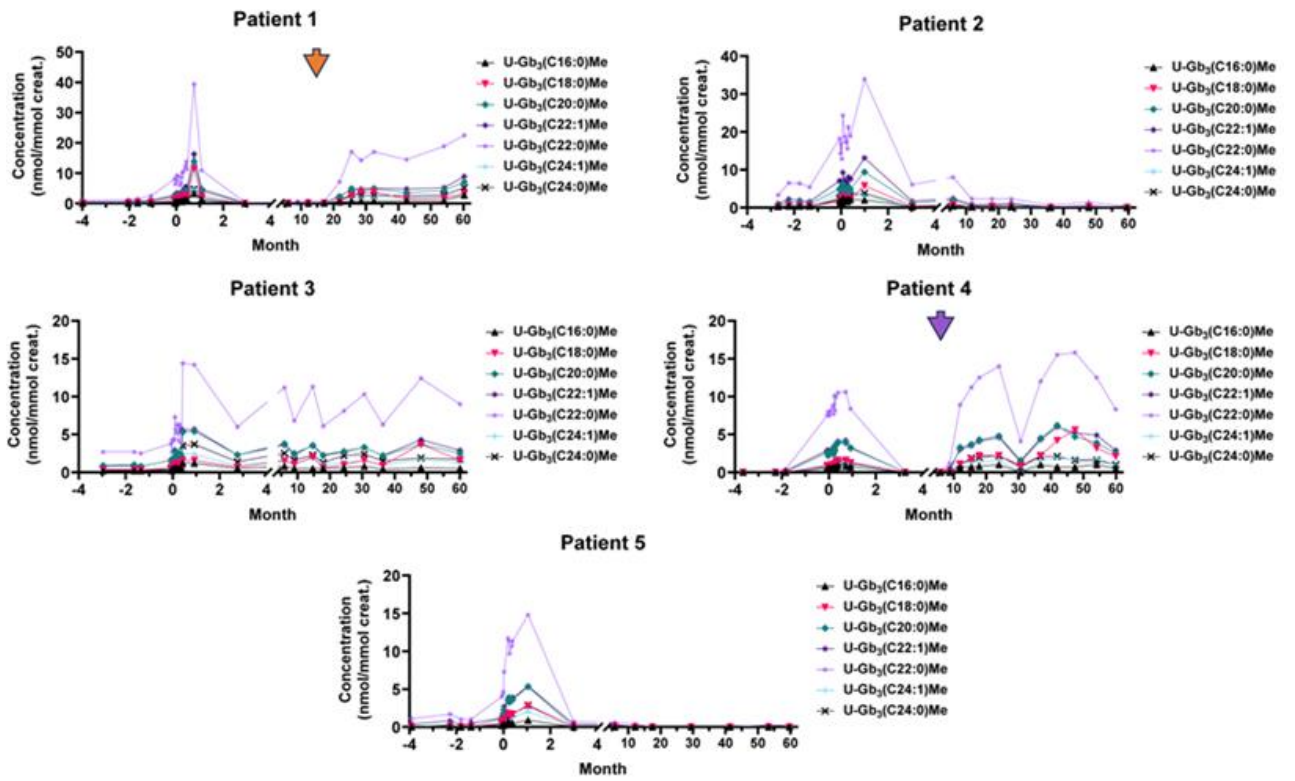 Patient 1
Concentration
(nmol/mmol creat.)
50
40
30
20
10
0
-4 -2 0 2 4 10 20 30 40 50 60
Month
U-Gb₃(C16:0)Me
U-Gb₃(C18:0)Me
U-Gb₃(C20:0)Me
U-Gb₃(C22:1)Me
U-Gb₃(C22:0)Me
U-Gb₃(C24:1)Me
U-Gb₃(C24:0)Me
Patient 2
Concentration
(nmol/mmol creat.)
40
30
20
10
0
-4 -2 0 2 4 10 20 30 40 50 60
Month
U-Gb₃(C16:0)Me
U-Gb₃(C18:0)Me
U-Gb₃(C20:0)Me
U-Gb₃(C22:1)Me
U-Gb₃(C22:0)Me
U-Gb₃(C24:1)Me
U-Gb₃(C24:0)Me
Patient 3
Concentration
(nmol/mmol creat.)
20
15
10
5
0
-4 -2 0 2 4 10 20 30 40 50 60
Month
U-Gb₃(C16:0)Me
U-Gb₃(C18:0)Me
U-Gb₃(C20:0)Me
U-Gb₃(C22:1)Me
U-Gb₃(C22:0)Me
U-Gb₃(C24:1)Me
U-Gb₃(C24:0)Me
Patient 4
Concentration
(nmol/mmol creat.)
20
15
10
5
0
-4 -2 0 2 4 10 20 30 40 50 60
Month
U-Gb₃(C16:0)Me
U-Gb₃(C18:0)Me
U-Gb₃(C20:0)Me
U-Gb₃(C22:1)Me
U-Gb₃(C22:0)Me
U-Gb₃(C24:1)Me
U-Gb₃(C24:0)Me
Patient 5
Concentration
(nmol/mmol creat.)
20
15
10
5
0
-4 -2 0 2 4 10 20 30 40 50 60
Month
U-Gb₃(C16:0)Me
U-Gb₃(C18:0)Me
U-Gb₃(C20:0)Me
U-Gb₃(C22:1)Me
U-Gb₃(C22:0)Me
U-Gb₃(C24:1)Me
U-Gb₃(C24:0)Me